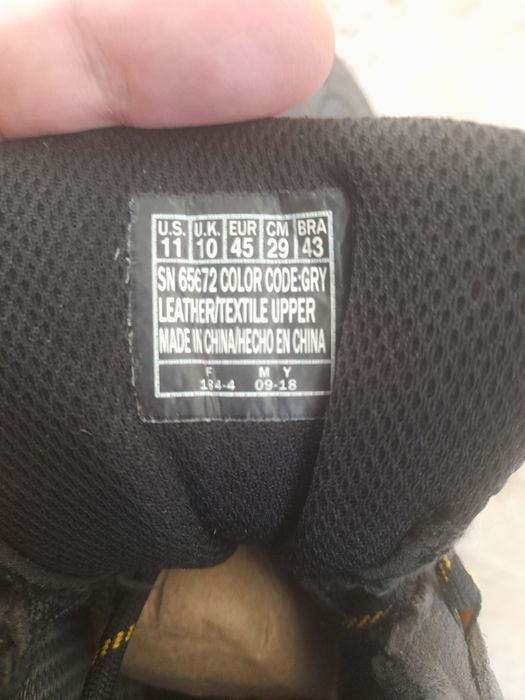 U.S. U.K. EUR CM BRA
11 10 45 29 43
SN 65672 COLOR CODE:GRY
LEATHER/TEXTILE UPPER
MADE IN CHINA/HECHO EN CHINA
F M Y
184-4 09-18